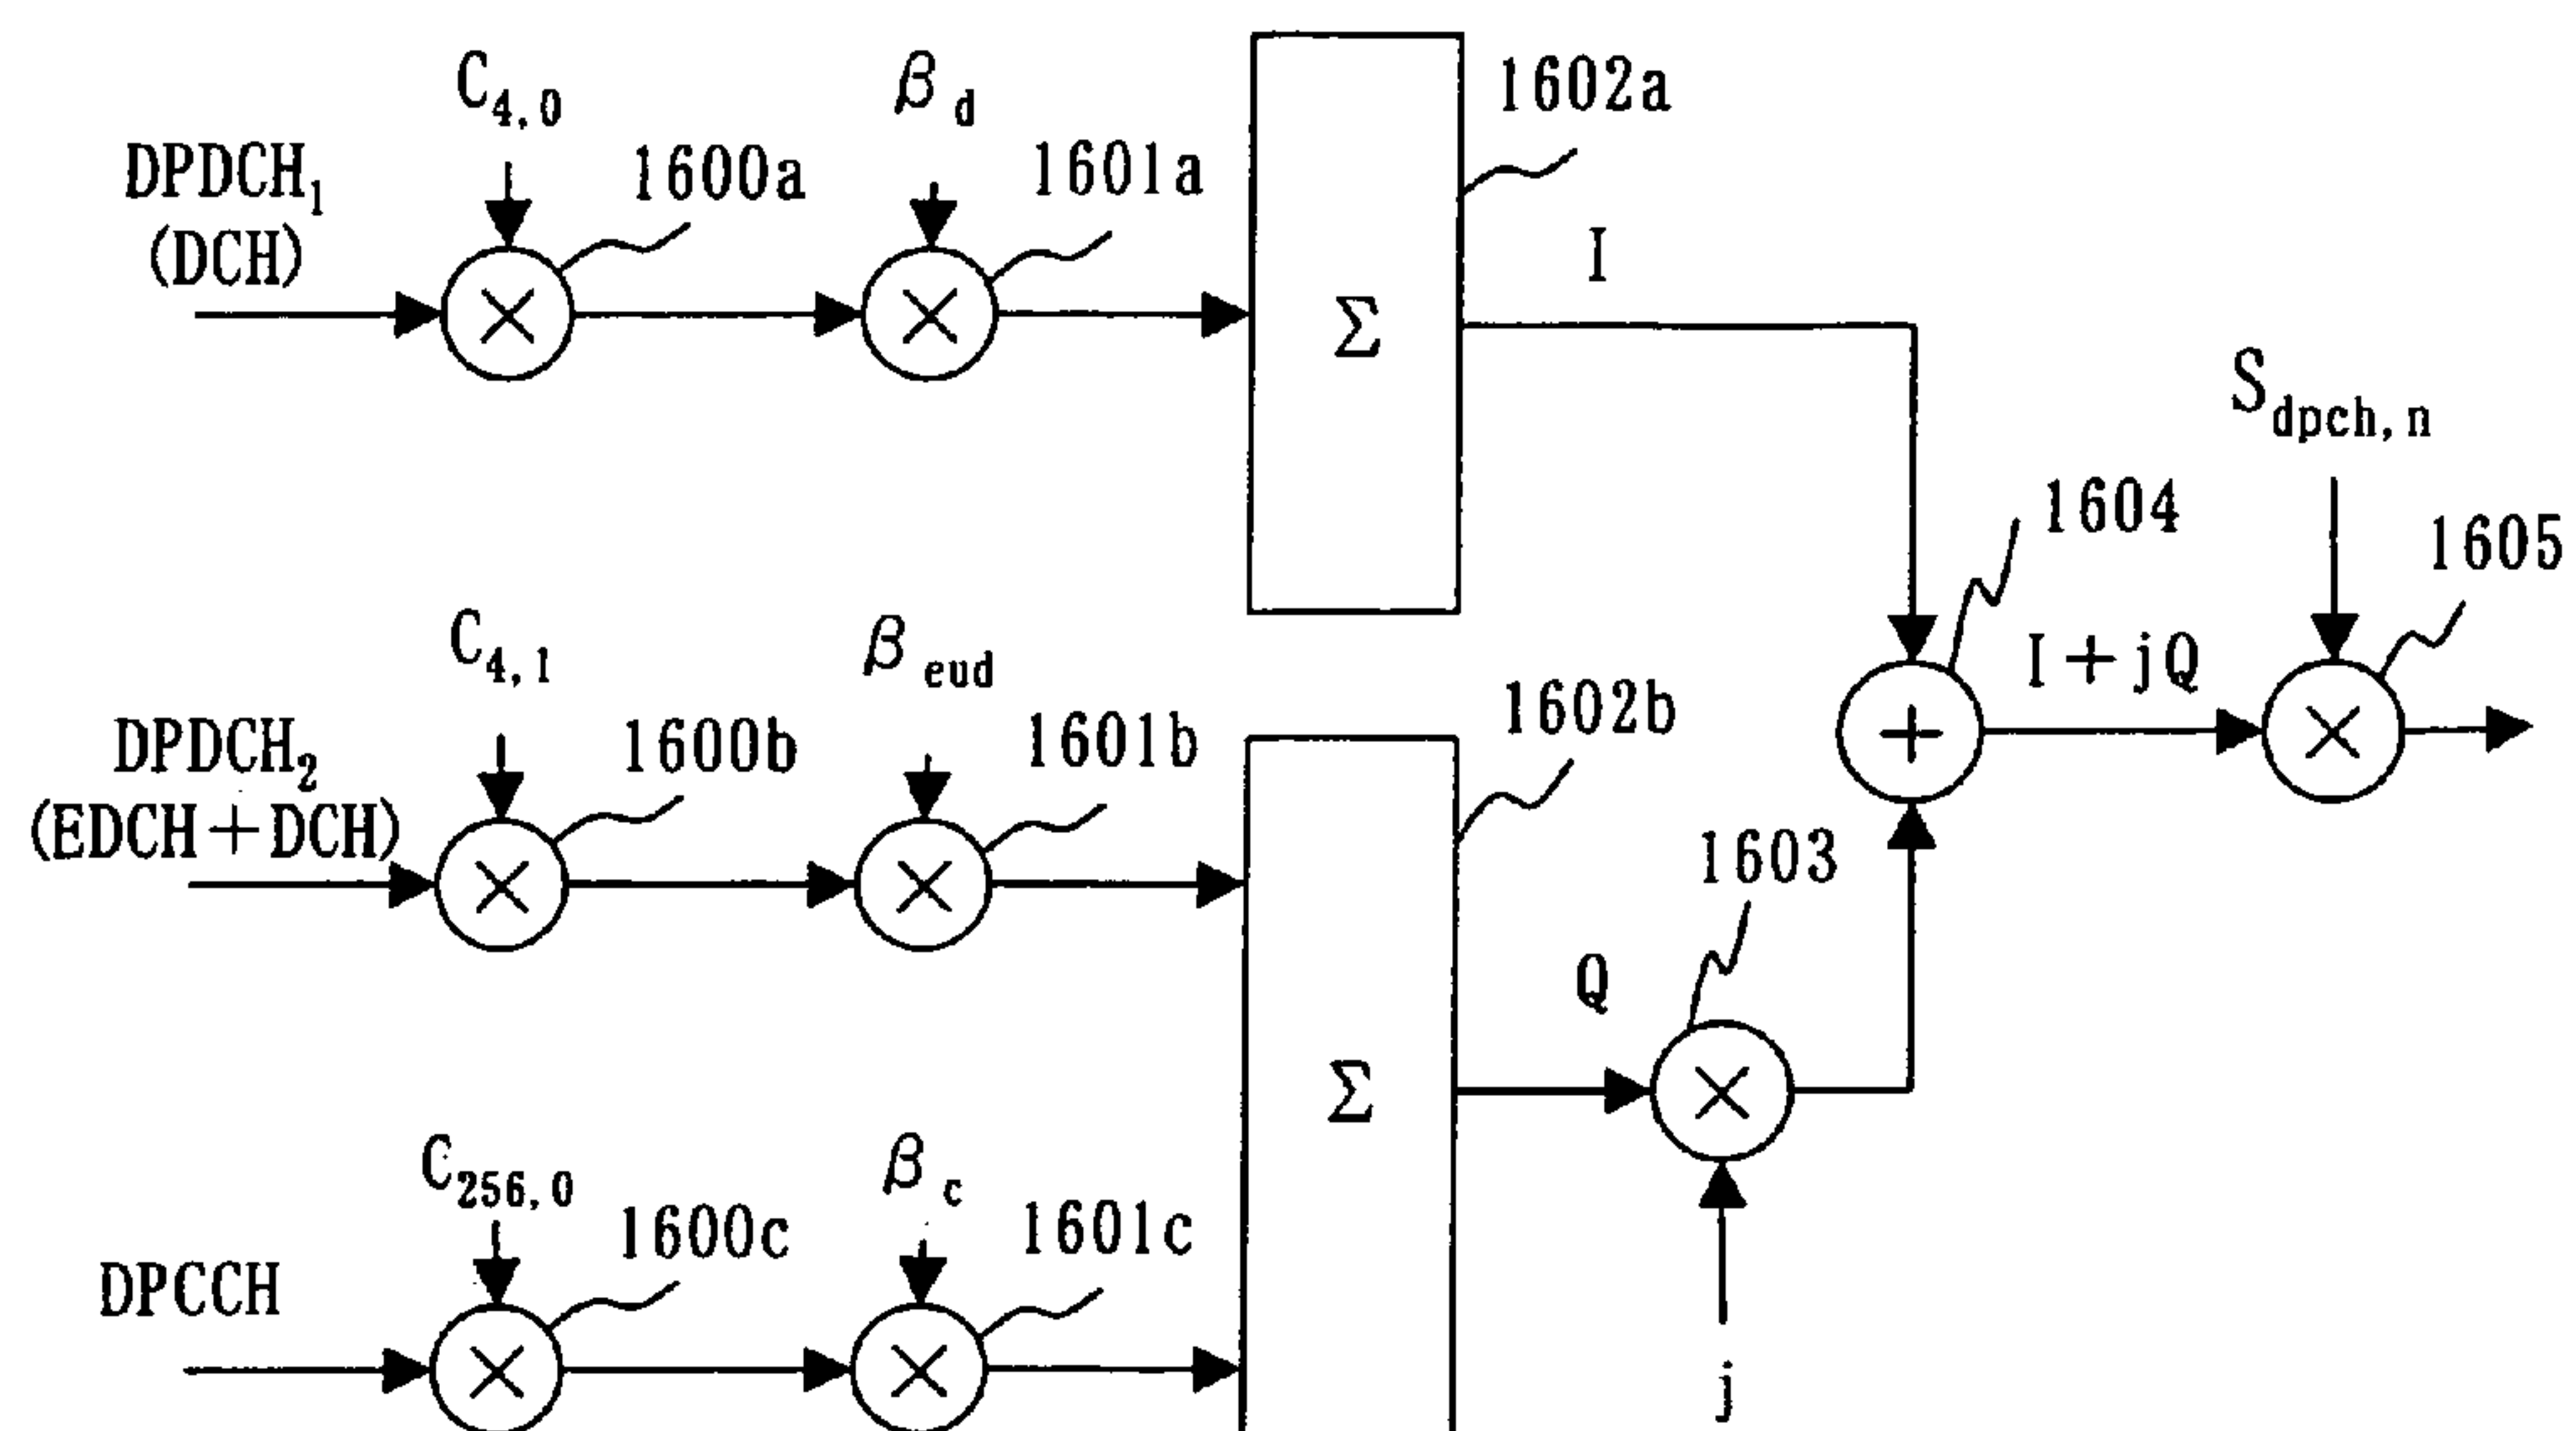 C4,0
βd
1602a
DPDCH1
(DCH)
1600a
1601a
I
Σ
Sdpch,n
1604
1605
C4,1
βeud
1602b
I+jQ
DPDCH2
(EDCH+DCH)
1600b
1601b
×
+
1603
Q
Σ
C256,0
βc
DPCCH
1600c
1601c
j